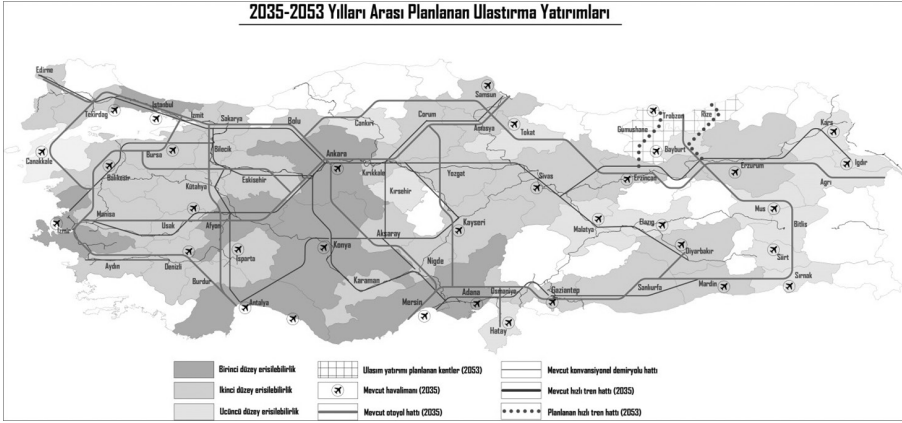 2035-2053 Yılları Arası Planlanan Ulastırma Yatırımları
Edirne
Tekirdag
Istanbul
Izmit
Sakarya
Bolu
Cankırı
Corum
Samsun
Amasya
Tokat
Gümüshane
Trabzon
Rize
Bayburt
Kars
Igdır
Canakkale
Balıkesir
Bursa
Bilecik
Kütahya
Eskisehir
Ankara
Kırıkkale
Kırsehir
Yozgat
Sivas
Erzincan
Erzurum
Agrı
Izmir
Manisa
Usak
Afyon
Aksaray
Kayseri
Malatya
Elazıg
Mus
Bitlis
Aydın
Denizli
Isparta
Burdur
Konya
Nigde
Diyarbakır
Siirt
Antalya
Karaman
Mersin
Adana
Osmaniye
Gaziantep
Sanlıurfa
Mardin
Sırnak
Hatay
Birinci düzey erisilebilirlik
Ikinci düzey erisilebilirlik
Ucüncü düzey erisilebilirlik
Ulasım yatırımı planlanan kentler (2053)
Mevcut havalimanı (2035)
Mevcut otoyol hattı (2035)
Mevcut konvansiyonel demiryolu hattı
Mevcut hızlı tren hattı (2035)
Planlanan hızlı tren hattı (2053)